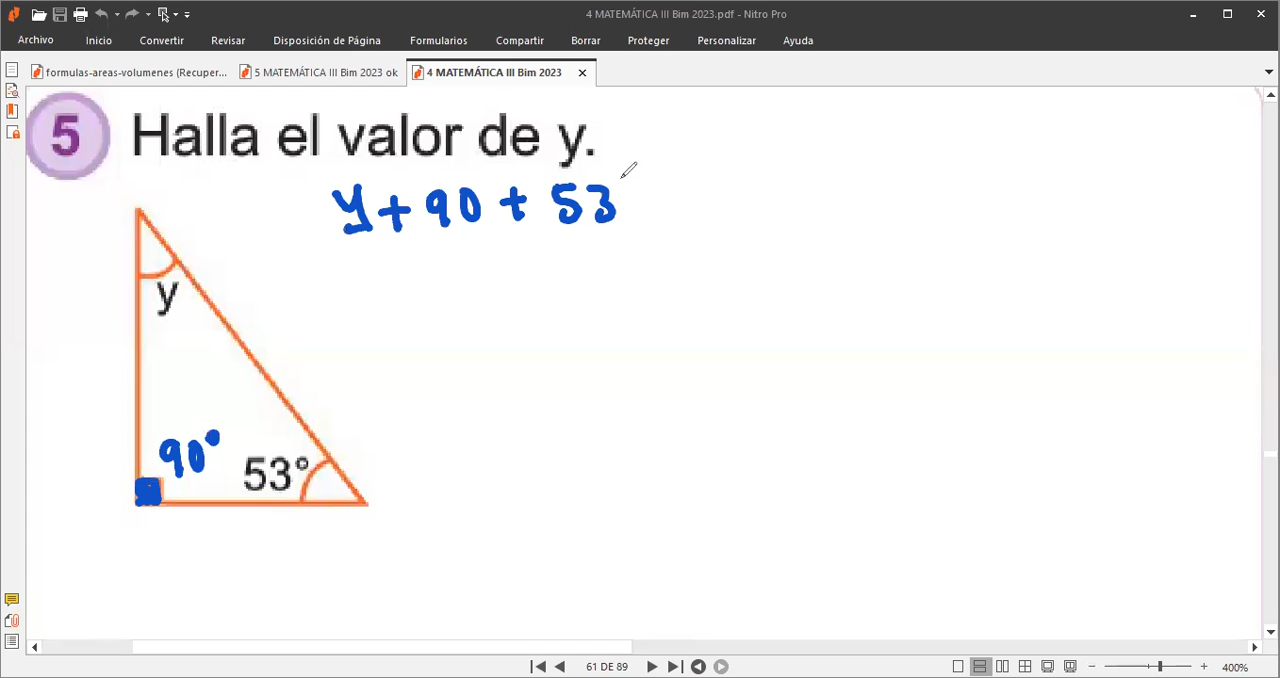 4 MATEMÁTICA III Bim 2023.pdf - Nitro Pro
Archivo Inicio Convertir Revisar Disposición de Página Formularios Compartir Borrar Proteger Personalizar Ayuda
formulas-areas-volumenes (Recuper... 5 MATEMÁTICA III Bim 2023 ok 4 MATEMÁTICA III Bim 2023
5 Halla el valor de y.
y + 90 + 53
y
90°
53°
61 DE 89
400%